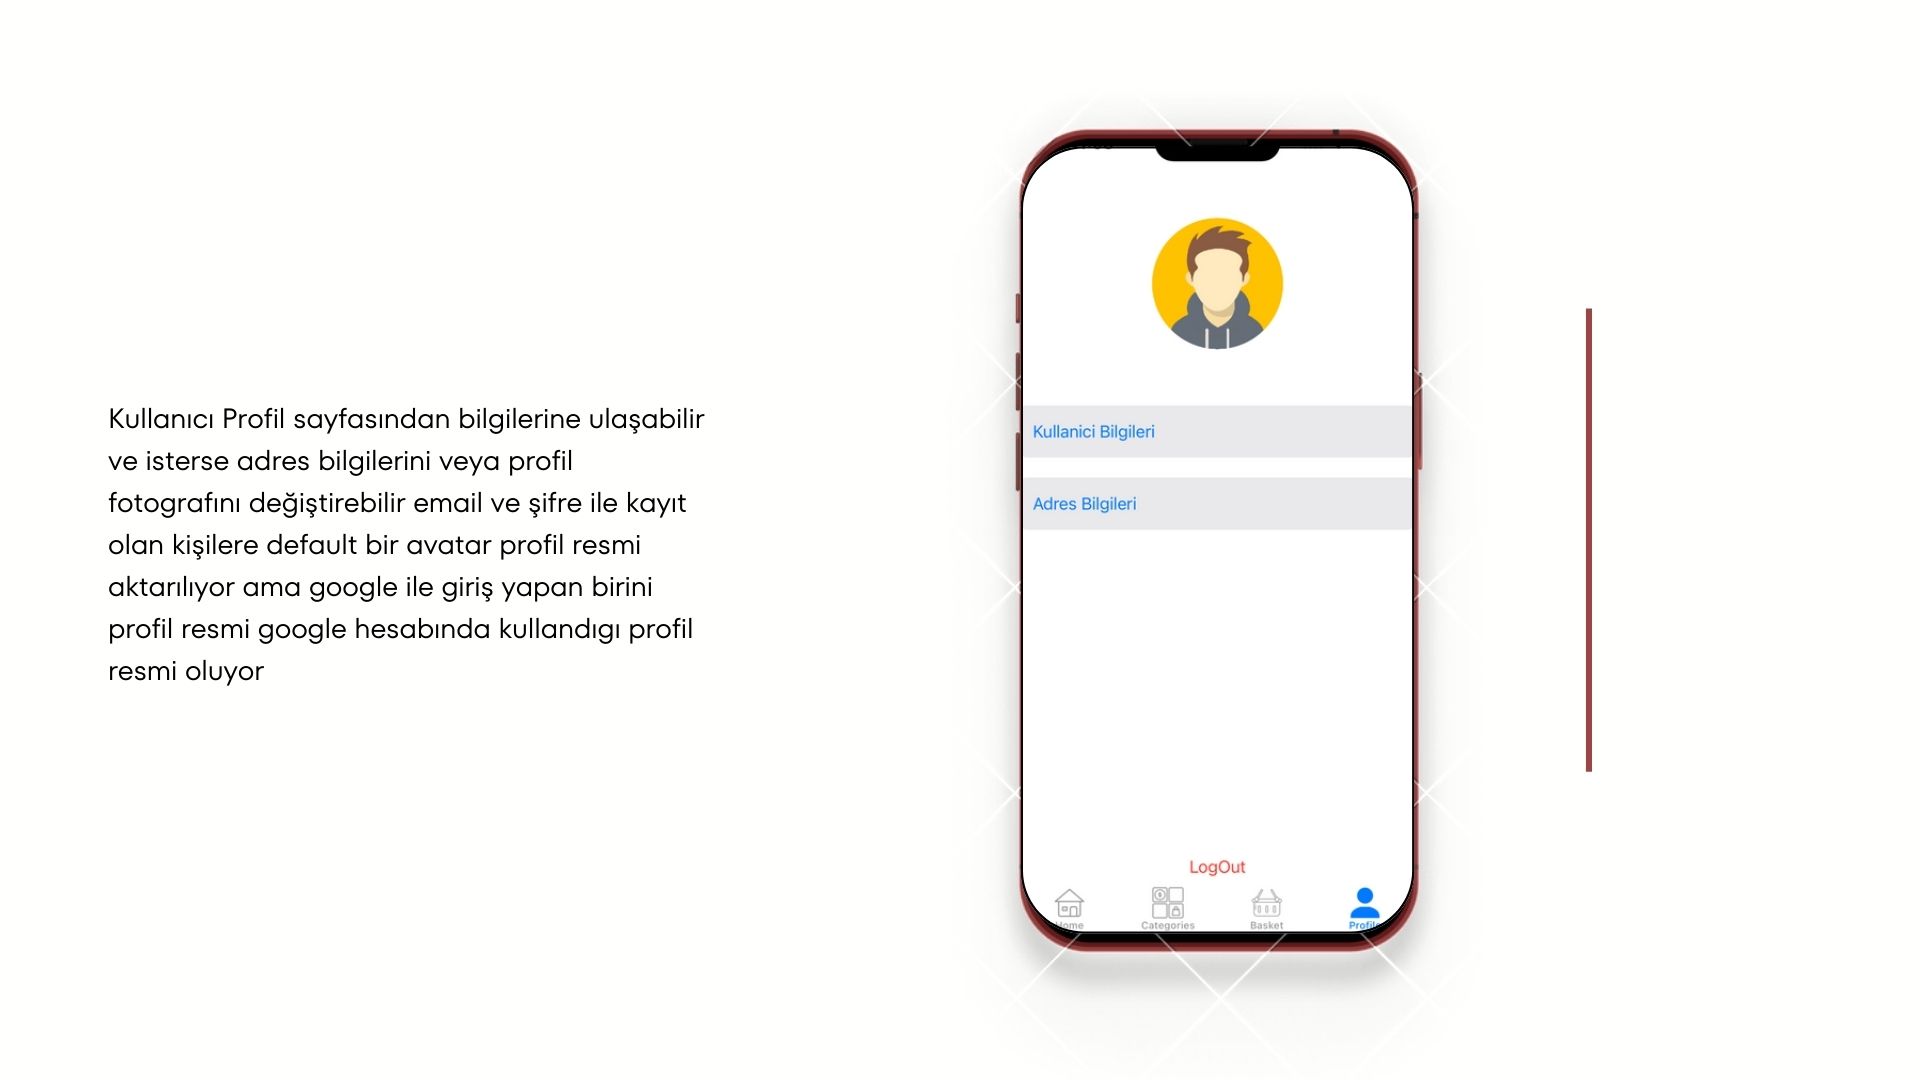 Kullanıcı Profil sayfasından bilgilerine ulaşabilir
ve isterse adres bilgilerini veya profil
fotografını değiştirebilir email ve şifre ile kayıt
olan kişilere default bir avatar profil resmi
aktarılıyor ama google ile giriş yapan birini
profil resmi google hesabında kullandıgı profil
resmi oluyor
Kullanici Bilgileri
Adres Bilgileri
LogOut
Home
Categories
Basket
Profile